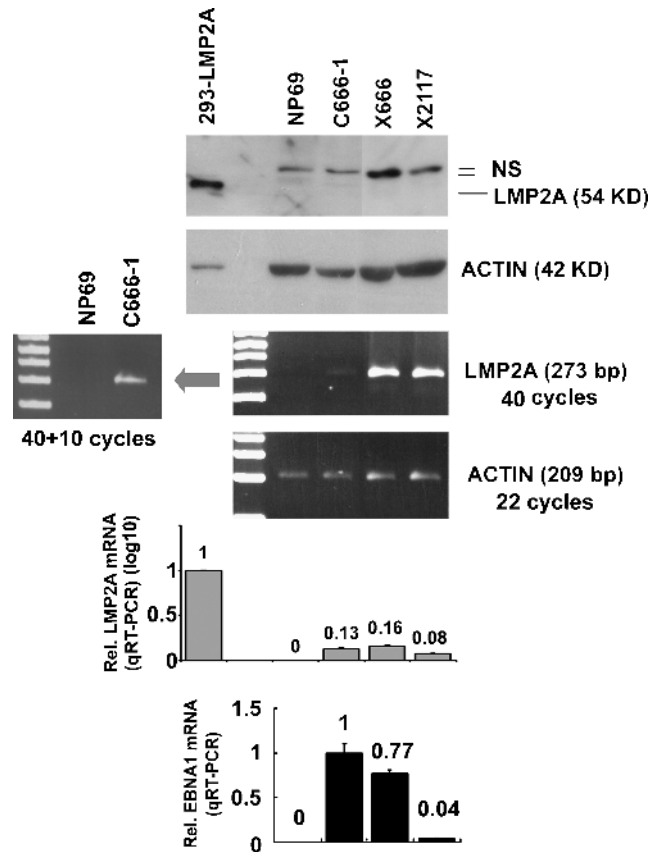 293-LMP2A
NP69
C666-1
X666
X2117
NS
LMP2A (54 KD)
ACTIN (42 KD)
NP69
C666-1
LMP2A (273 bp)
40 cycles
40+10 cycles
ACTIN (209 bp)
22 cycles
Rel. LMP2A mRNA
(qRT-PCR) (log10)
1
0.5
0
1
0
0.13
0.16
0.08
Rel. EBNA1 mRNA
(qRT-PCR)
1.5
1
0.5
0
0
1
0.77
0.04